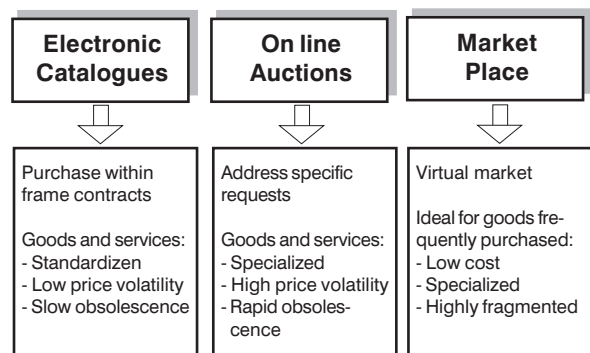 Electronic
Catalogues
On line
Auctions
Market
Place
Purchase within
frame contracts
Goods and services:
- Standardizen
- Low price volatility
- Slow obsolescence
Address specific
requests
Goods and services:
- Specialized
- High price volatility
- Rapid obsoles-
cence
Virtual market
Ideal for goods fre-
quently purchased:
- Low cost
- Specialized
- Highly fragmented